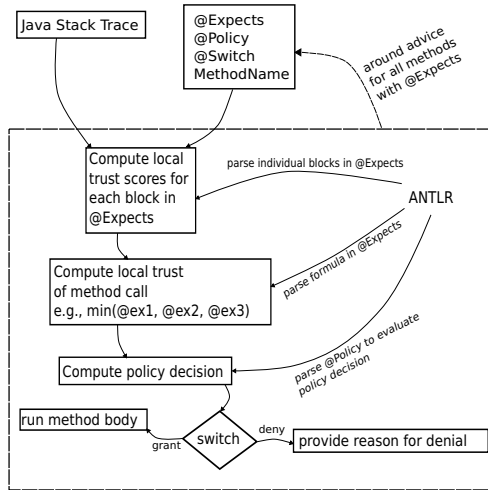 Java Stack Trace
@Expects
@Policy
@Switch
MethodName
around advice
for all methods
with @Expects
Compute local
trust scores for
each block in
@Expects
parse individual blocks in @Expects
ANTLR
parse formula in @Expects
Compute local trust
of method call
e.g., min(@ex1, @ex2, @ex3)
parse @Policy to evaluate
policy decision
Compute policy decision
run method body
grant
switch
deny
provide reason for denial